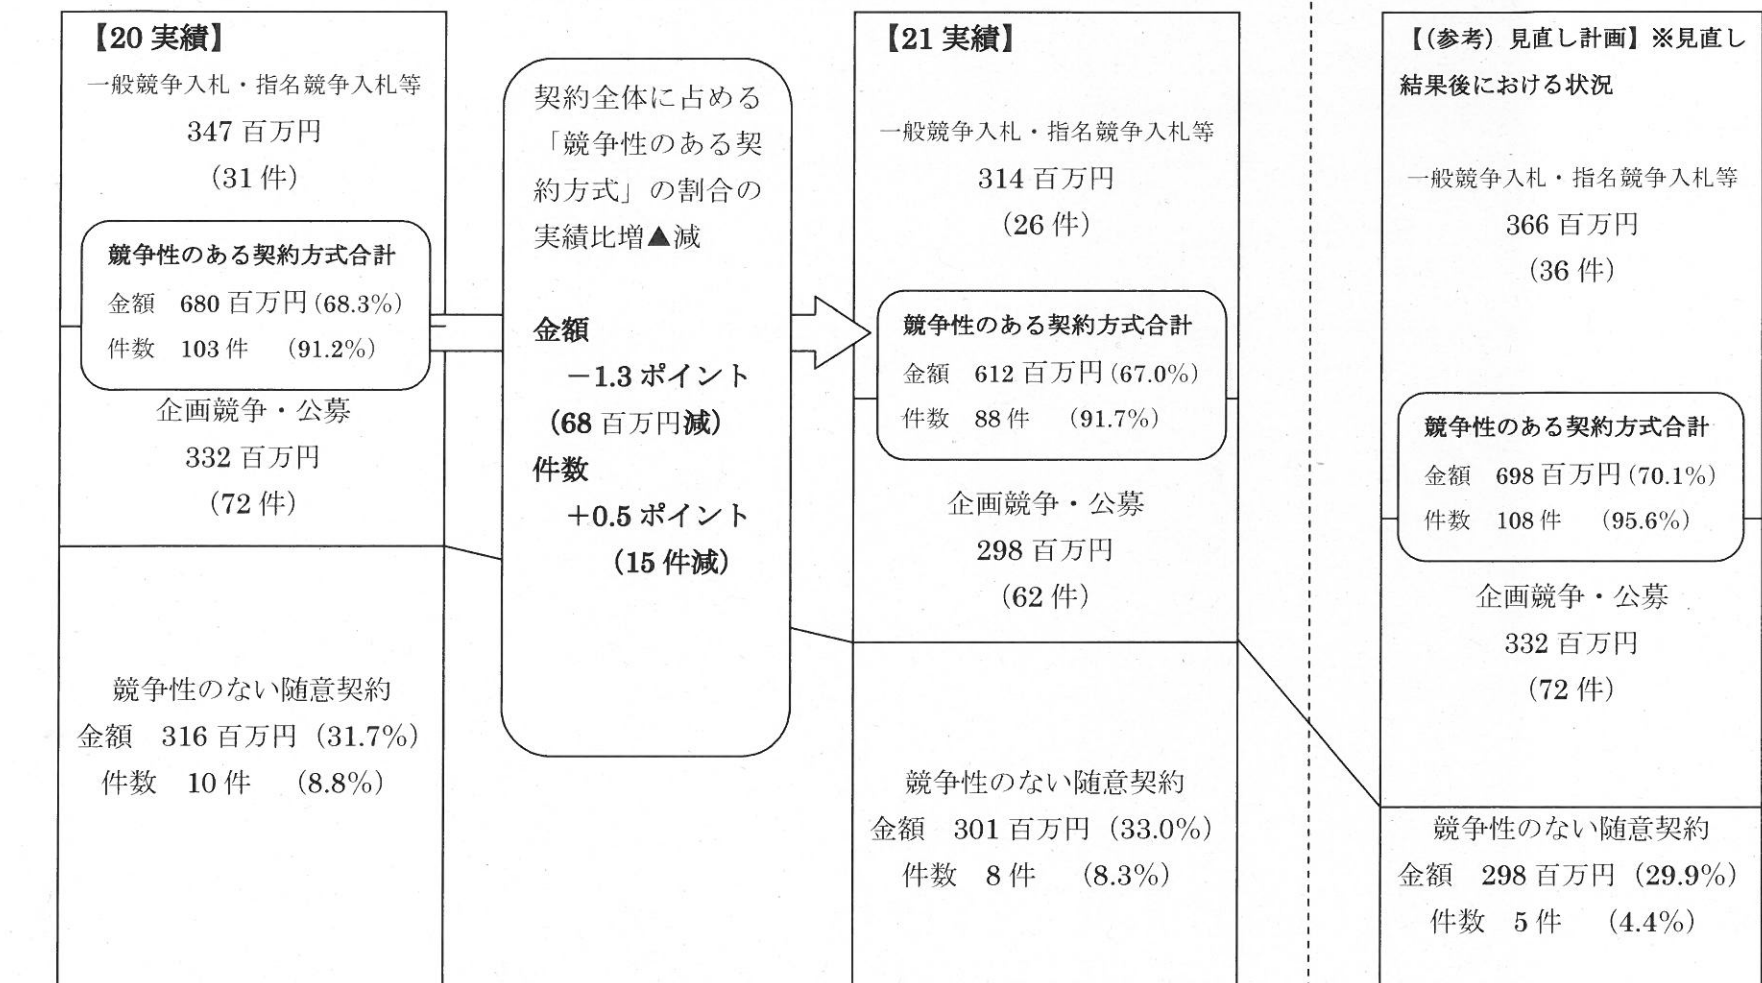 【20 実績】
一般競争入札・指名競争入札等
347 百万円
(31 件)
競争性のある契約方式合計
金額 680 百万円(68.3%)
件数 103 件 (91.2%)
企画競争・公募
332 百万円
(72 件)
競争性のない随意契約
金額 316 百万円 (31.7%)
件数 10 件 (8.8%)
契約全体に占める
「競争性のある契
約方式」の割合の
実績比増▲減
金額
－1.3 ポイント
(68 百万円減)
件数
＋0.5 ポイント
(15 件減)
【21 実績】
一般競争入札・指名競争入札等
314 百万円
(26 件)
競争性のある契約方式合計
金額 612 百万円(67.0%)
件数 88 件 (91.7%)
企画競争・公募
298 百万円
(62 件)
競争性のない随意契約
金額 301 百万円 (33.0%)
件数 8 件 (8.3%)
【(参考) 見直し計画】※見直し
結果後における状況
一般競争入札・指名競争入札等
366 百万円
(36 件)
競争性のある契約方式合計
金額 698 百万円(70.1%)
件数 108 件 (95.6%)
企画競争・公募
332 百万円
(72 件)
競争性のない随意契約
金額 298 百万円 (29.9%)
件数 5 件 (4.4%)